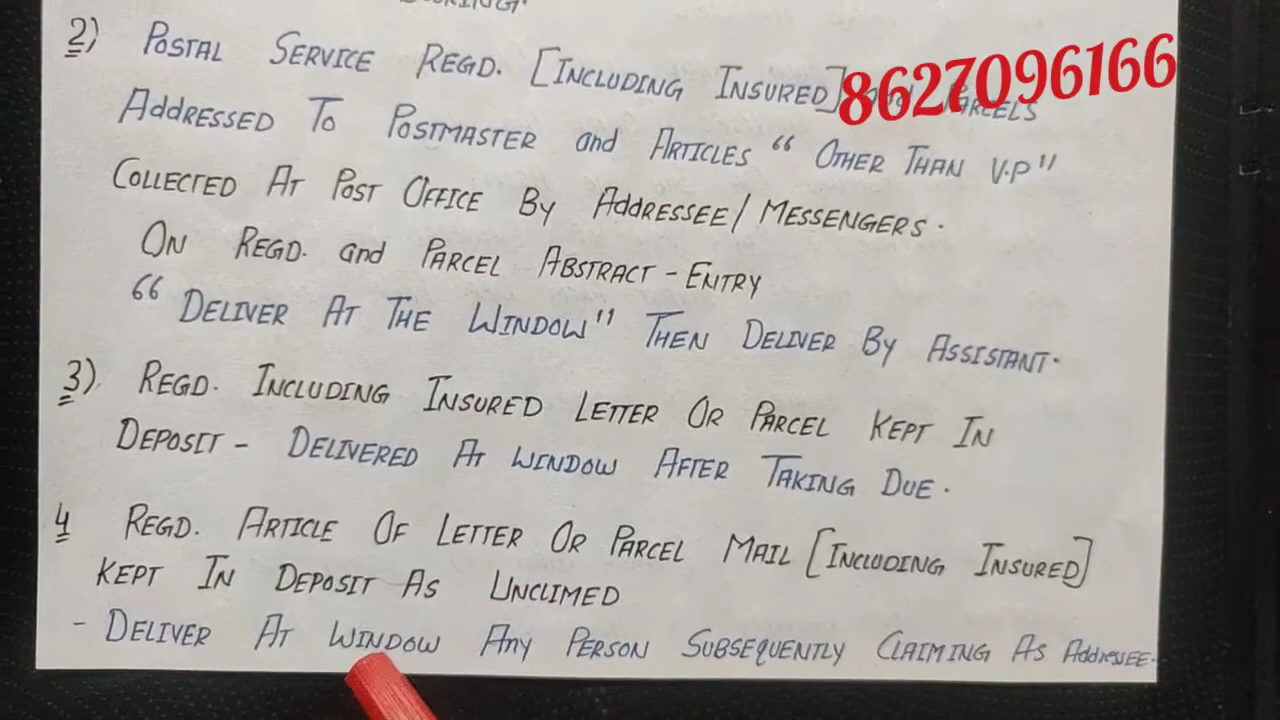 2) POSTAL SERVICE REGD. [INCLUDING INSURED] PARCELS
8627096166
ADDRESSED TO POSTMASTER and ARTICLES "OTHER THAN V.P"
COLLECTED AT POST OFFICE BY ADDRESSEE/MESSENGERS.
ON REGD. and PARCEL ABSTRACT - ENTRY
"DELIVER AT THE WINDOW" THEN DELIVER BY ASSISTANT.
3) REGD. INCLUDING INSURED LETTER OR PARCEL KEPT IN
DEPOSIT - DELIVERED AT WINDOW AFTER TAKING DUE.
4 REGD. ARTICLE OF LETTER OR PARCEL MAIL [INCLUDING INSURED]
KEPT IN DEPOSIT AS UNCLIMED
- DELIVER AT WINDOW ANY PERSON SUBSEQUENTLY CLAIMING AS ADDRESSEE.